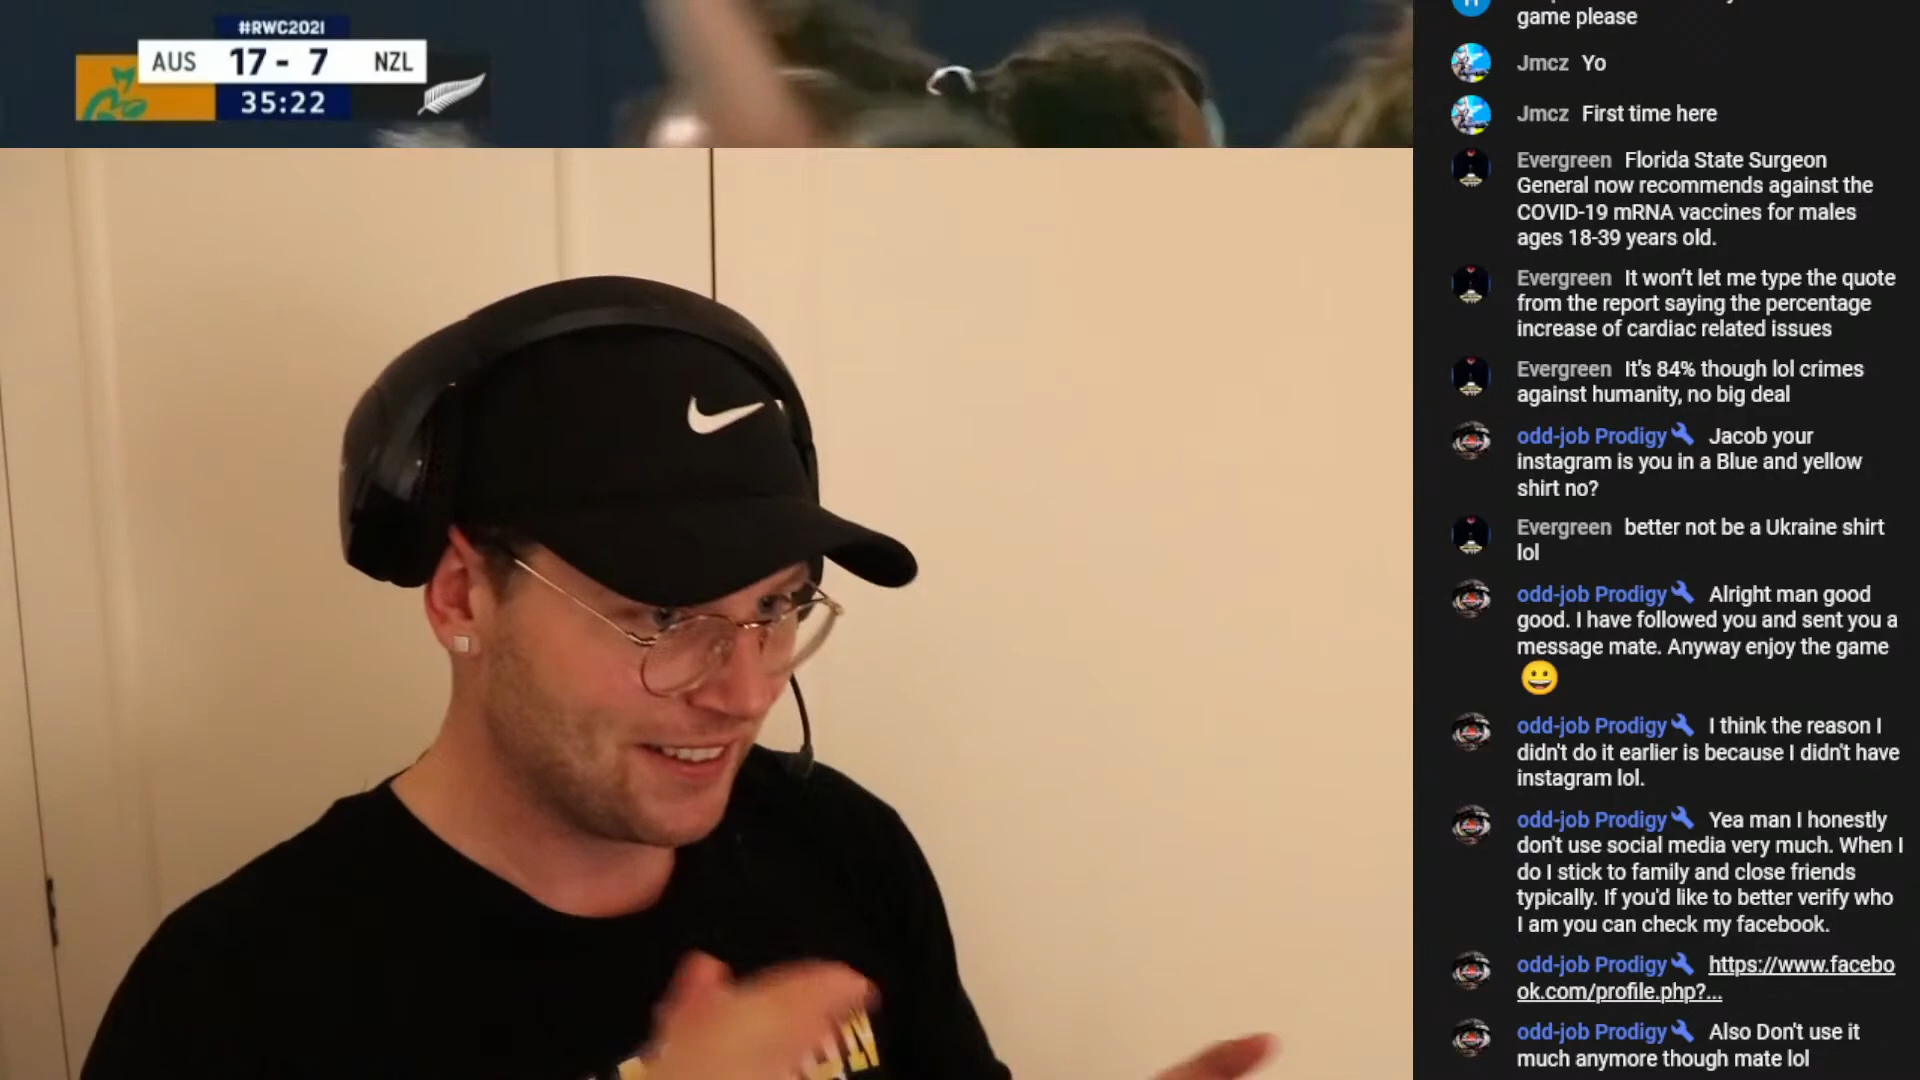 #RWC2021
AUS 17 - 7 NZL
35:22
game please
Jmcz Yo
Jmcz First time here
Evergreen Florida State Surgeon
General now recommends against the
COVID-19 mRNA vaccines for males
ages 18-39 years old.
Evergreen It won't let me type the quote
from the report saying the percentage
increase of cardiac related issues
Evergreen It's 84% though lol crimes
against humanity, no big deal
odd-job Prodigy Jacob your
instagram is you in a Blue and yellow
shirt no?
Evergreen better not be a Ukraine shirt
lol
odd-job Prodigy Alright man good
good. I have followed you and sent you a
message mate. Anyway enjoy the game
odd-job Prodigy I think the reason I
didn't do it earlier is because I didn't have
instagram lol.
odd-job Prodigy Yea man I honestly
don't use social media very much. When I
do I stick to family and close friends
typically. If you'd like to better verify who
I am you can check my facebook.
odd-job Prodigy https://www.facebo
ok.com/profile.php?...
odd-job Prodigy Also Don't use it
much anymore though mate lol